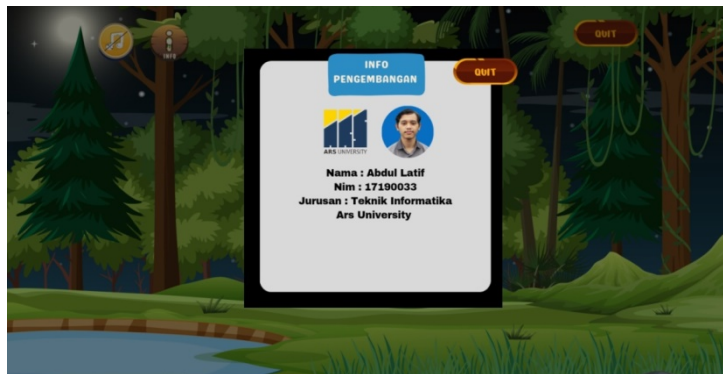 QUIT
INFO
INFO
PENGEMBANGAN
QUIT
ARS UNIVERSITY
Nama : Abdul Latif
Nim : 17190033
Jurusan : Teknik Informatika
Ars University